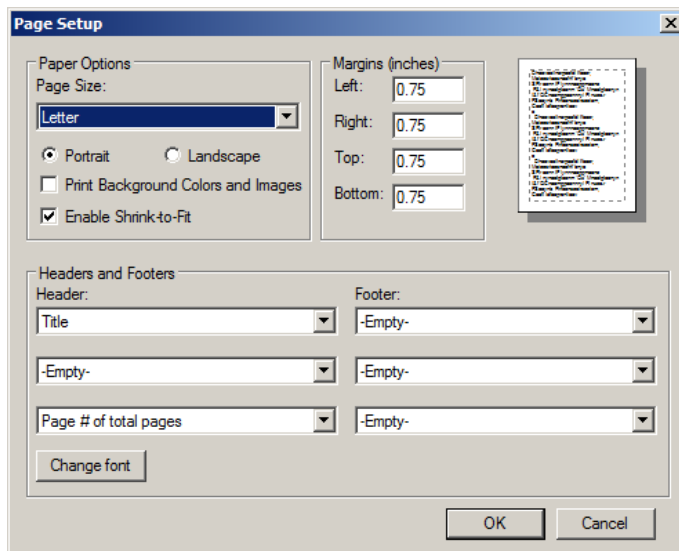 Page Setup
Paper Options
Page Size:
Letter
Portrait
Landscape
Print Background Colors and Images
Enable Shrink-to-Fit
Margins (inches)
Left: 0.75
Right: 0.75
Top: 0.75
Bottom: 0.75
Headers and Footers
Header: Footer:
Title -Empty-
-Empty- -Empty-
Page # of total pages -Empty-
Change font
OK Cancel